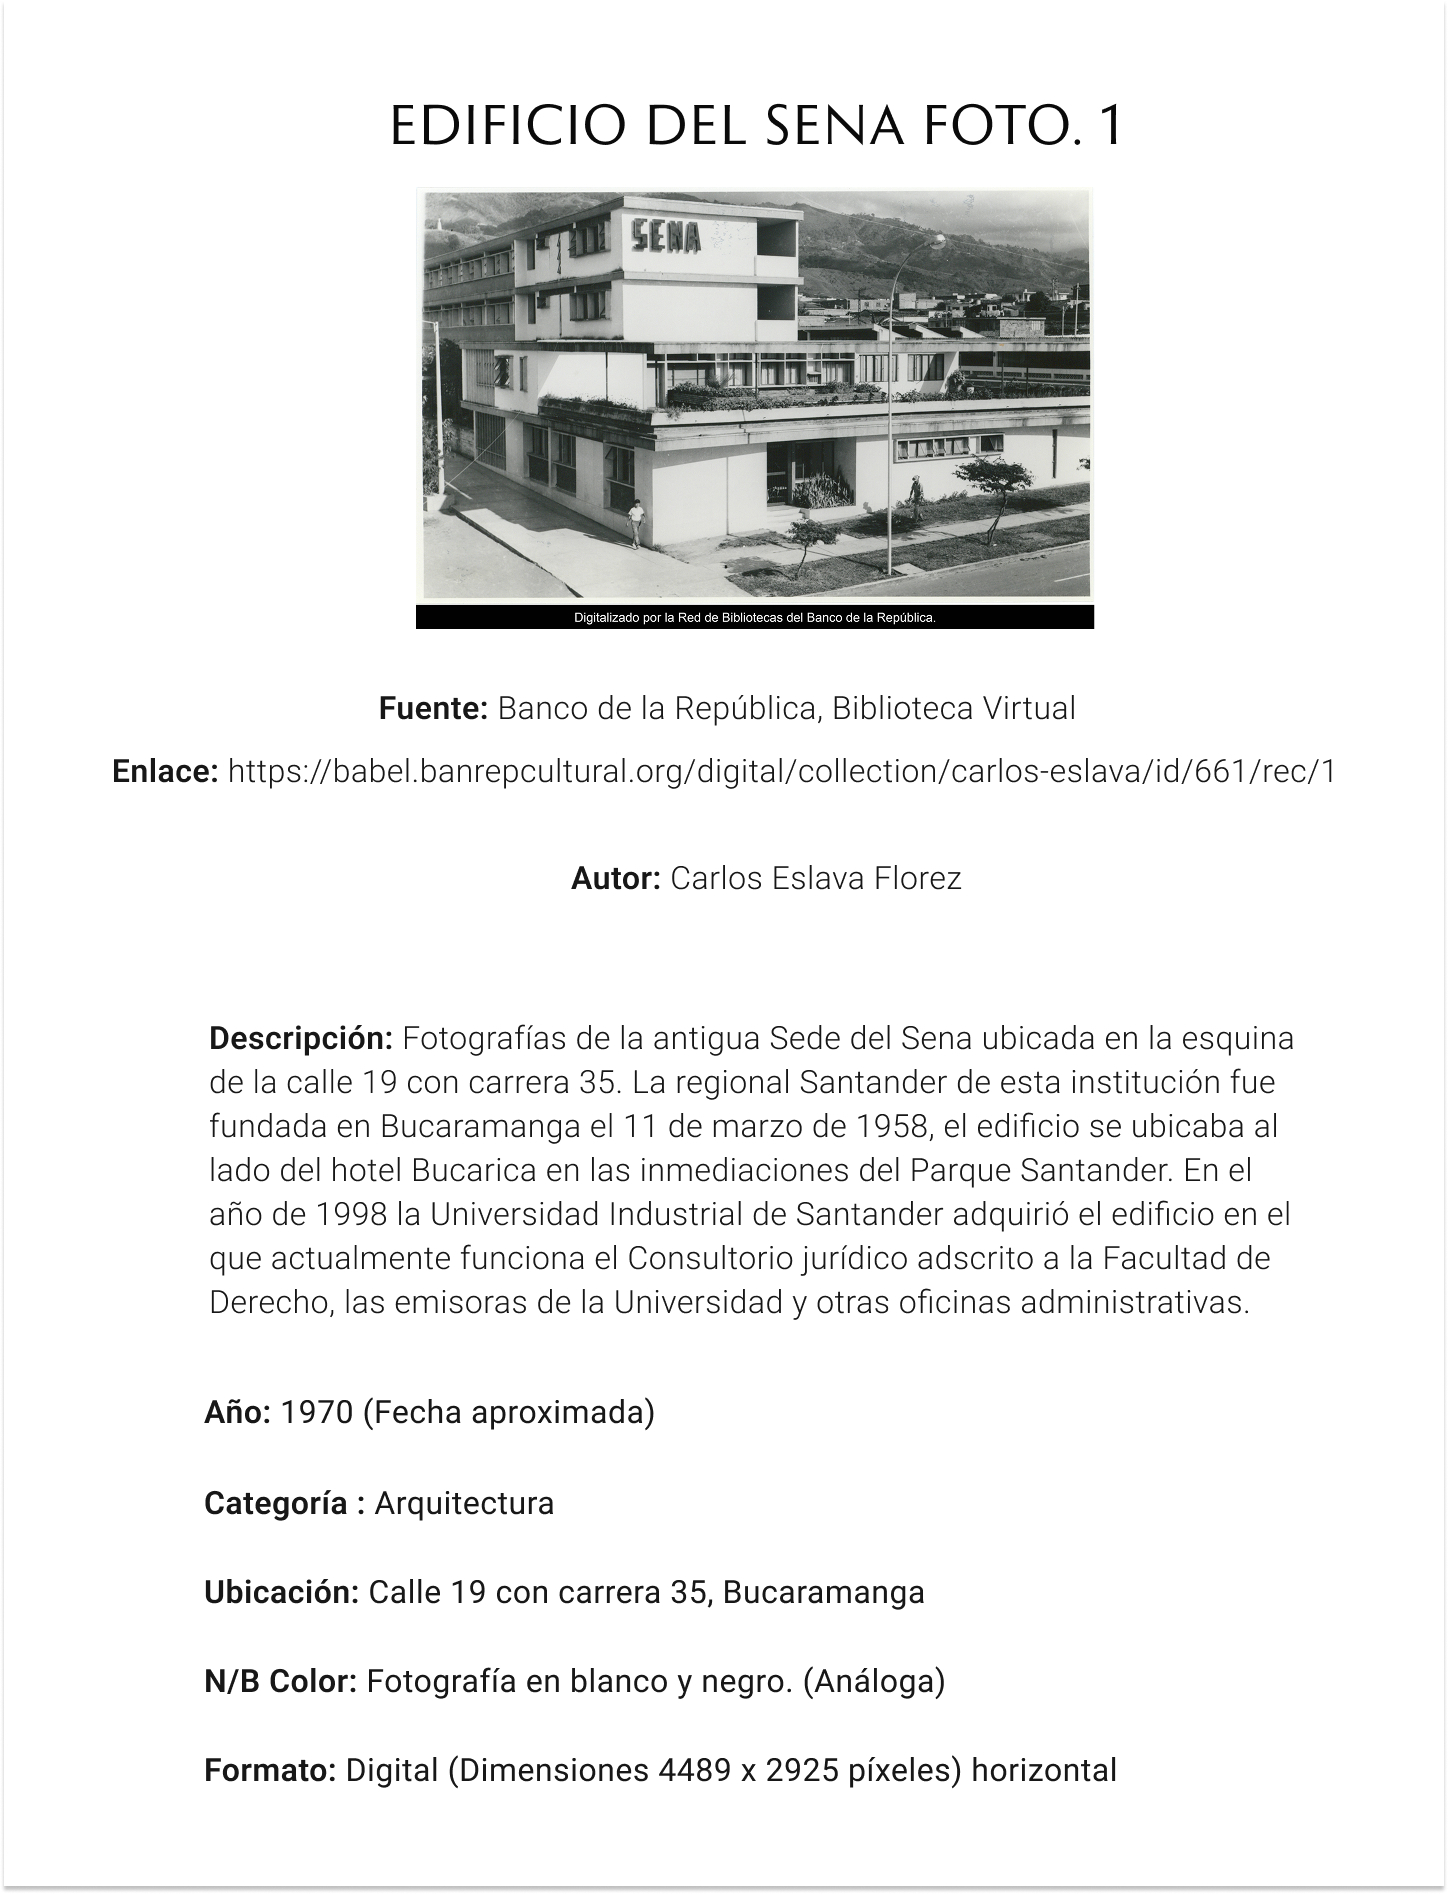 EDIFICIO DEL SENA FOTO. 1
SENA
Digitalizado por la Red de Bibliotecas del Banco de la República.
Fuente: Banco de la República, Biblioteca Virtual
Enlace: https://babel.banrepcultural.org/digital/collection/carlos-eslava/id/661/rec/1
Autor: Carlos Eslava Florez
Descripción: Fotografías de la antigua Sede del Sena ubicada en la esquina
de la calle 19 con carrera 35. La regional Santander de esta institución fue
fundada en Bucaramanga el 11 de marzo de 1958, el edificio se ubicaba al
lado del hotel Bucarica en las inmediaciones del Parque Santander. En el
año de 1998 la Universidad Industrial de Santander adquirió el edificio en el
que actualmente funciona el Consultorio jurídico adscrito a la Facultad de
Derecho, las emisoras de la Universidad y otras oficinas administrativas.
Año: 1970 (Fecha aproximada)
Categoría : Arquitectura
Ubicación: Calle 19 con carrera 35, Bucaramanga
N/B Color: Fotografía en blanco y negro. (Análoga)
Formato: Digital (Dimensiones 4489 x 2925 píxeles) horizontal